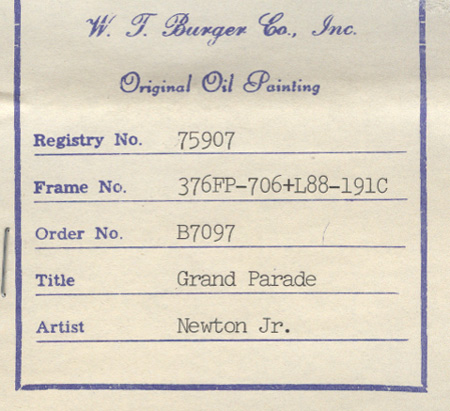 W. T. Burger Co., Inc.
Original Oil Painting
Registry No. 75907
Frame No. 376FP-706+L88-191C
Order No. B7097
Title Grand Parade
Artist Newton Jr.